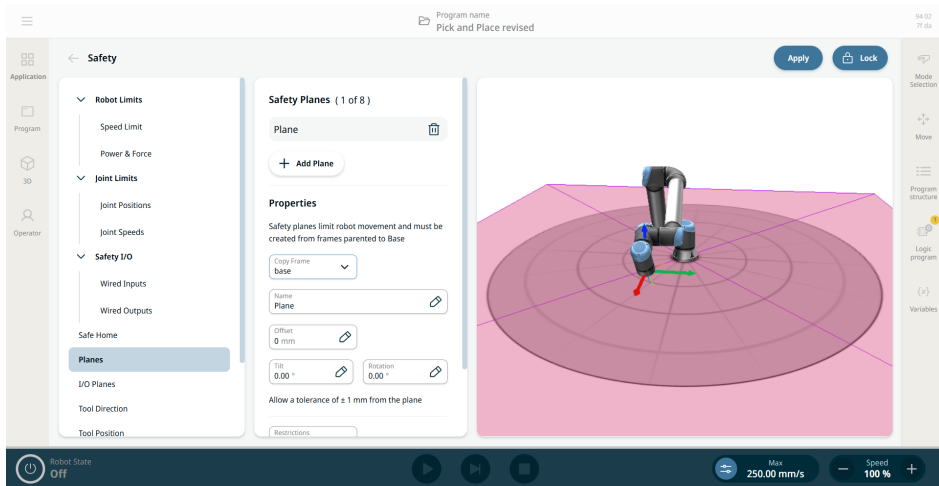 Program name
Pick and Place revised
94 02
7f da
Safety
Apply
Lock
Application
Program
3D
Operator
Robot Limits
Speed Limit
Power & Force
Joint Limits
Joint Positions
Joint Speeds
Safety I/O
Wired Inputs
Wired Outputs
Safe Home
Planes
I/O Planes
Tool Direction
Tool Position
Safety Planes ( 1 of 8 )
Plane
Add Plane
Properties
Safety planes limit robot movement and must be
created from frames parented to Base
Copy Frame
base
Name
Plane
Offset
0 mm
Tilt
0.00 °
Rotation
0.00 °
Allow a tolerance of ± 1 mm from the plane
Restrictions
Mode
Selection
Move
Program
structure
1
Logic
program
{x}
Variables
Robot State
Off
Max
250.00 mm/s
Speed
100 %